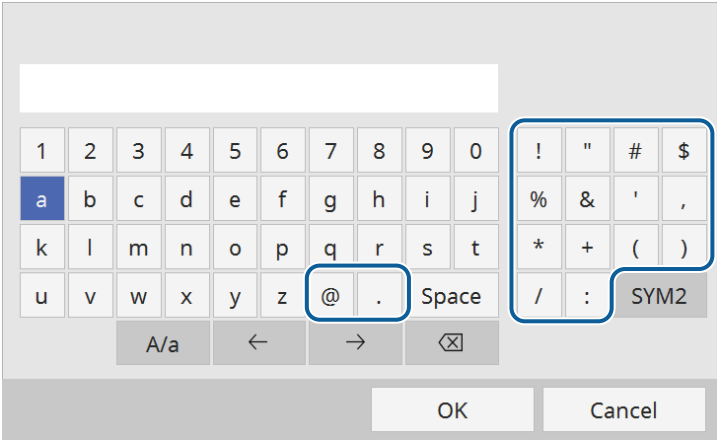 1 2 3 4 5 6 7 8 9 0 ! " # $
a b c d e f g h i j % & ' ,
k l m n o p q r s t * + ( )
u v w x y z @ . Space / : SYM2
A/a ← →
OK Cancel